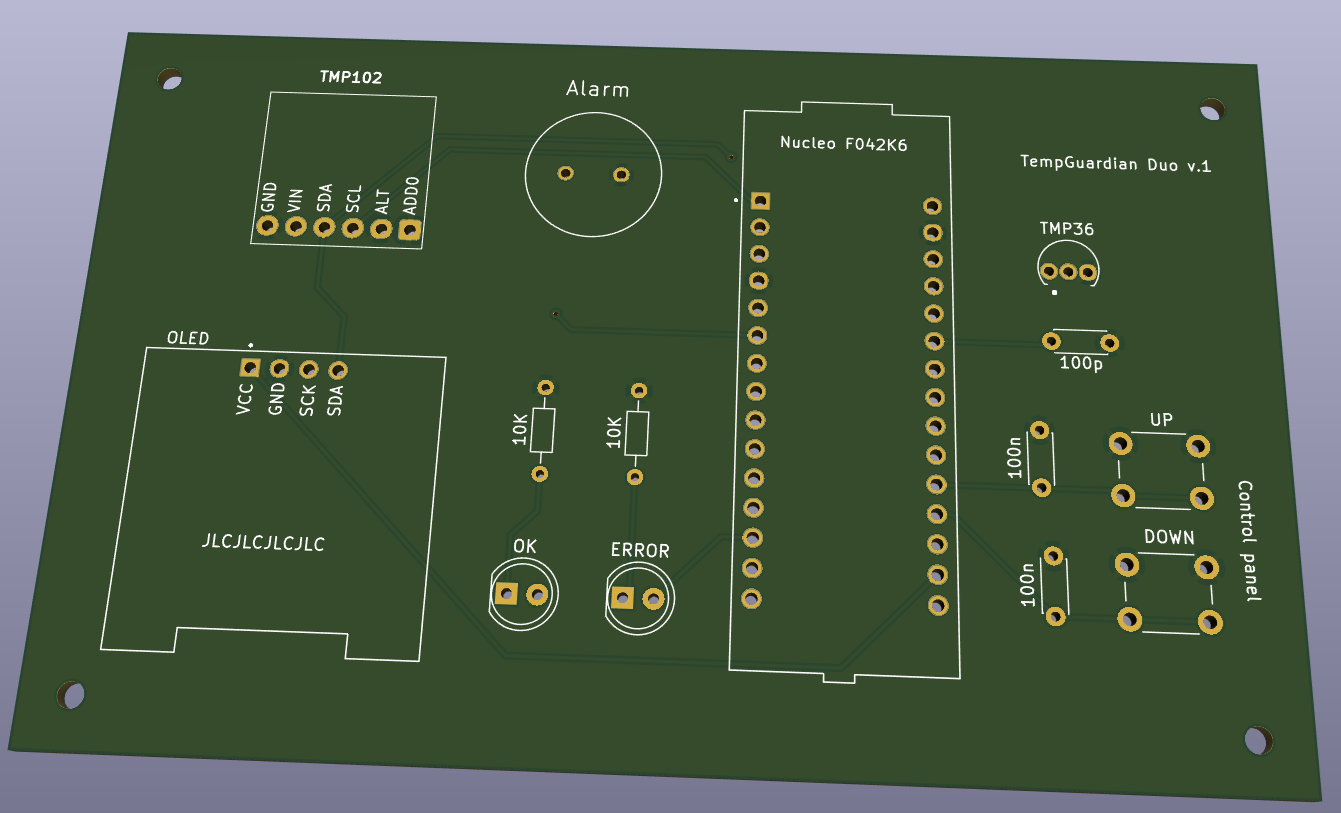 TMP102
Alarm
Nucleo F042K6
TempGuardian Duo v.1
GND
VIN
SDA
SCL
ALT
ADD0
TMP36
OLED
100p
VCC
GND
SCK
SDA
10K
10K
UP
100n
Control panel
JLCJLCJLCJLC
OK
ERROR
DOWN
100n